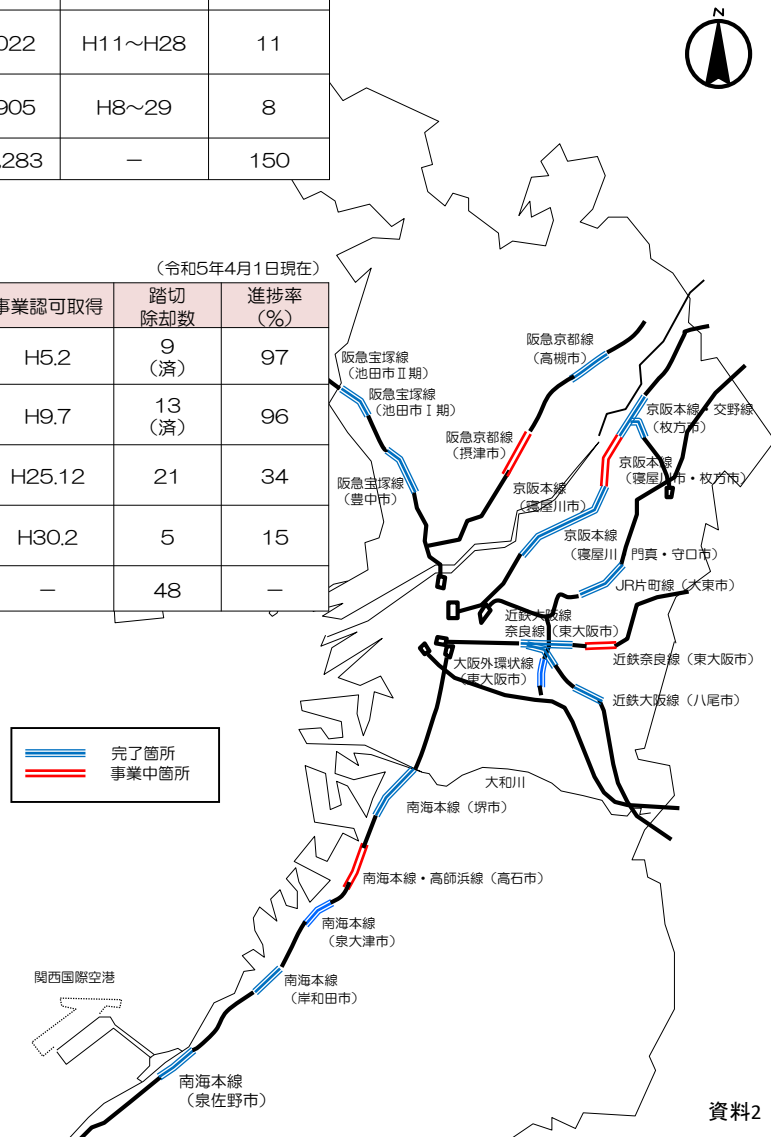 022 H11～H28 11
905 H8～29 8
,283 － 150
N
（令和5年4月1日現在）
事業認可取得 踏切除却数 進捗率（%）
H5.2 9（済） 97
H9.7 13（済） 96
H25.12 21 34
H30.2 5 15
－ 48 －
阪急宝塚線
（池田市Ⅱ期）
阪急宝塚線
（池田市Ⅰ期）
阪急京都線
（高槻市）
阪急京都線
（摂津市）
阪急宝塚線
（豊中市）
京阪本線・交野線
（枚方市）
京阪本線
（寝屋川市・枚方市）
京阪本線
（寝屋川市）
京阪本線
（寝屋川 門真・守口市）
JR片町線（大東市）
近鉄大阪線
奈良線（東大阪市）
大阪外環状線
（東大阪市）
近鉄奈良線（東大阪市）
近鉄大阪線（八尾市）
完了箇所
事業中箇所
大和川
南海本線（堺市）
南海本線・高師浜線（高石市）
南海本線
（泉大津市）
関西国際空港
南海本線
（岸和田市）
南海本線
（泉佐野市）
資料2